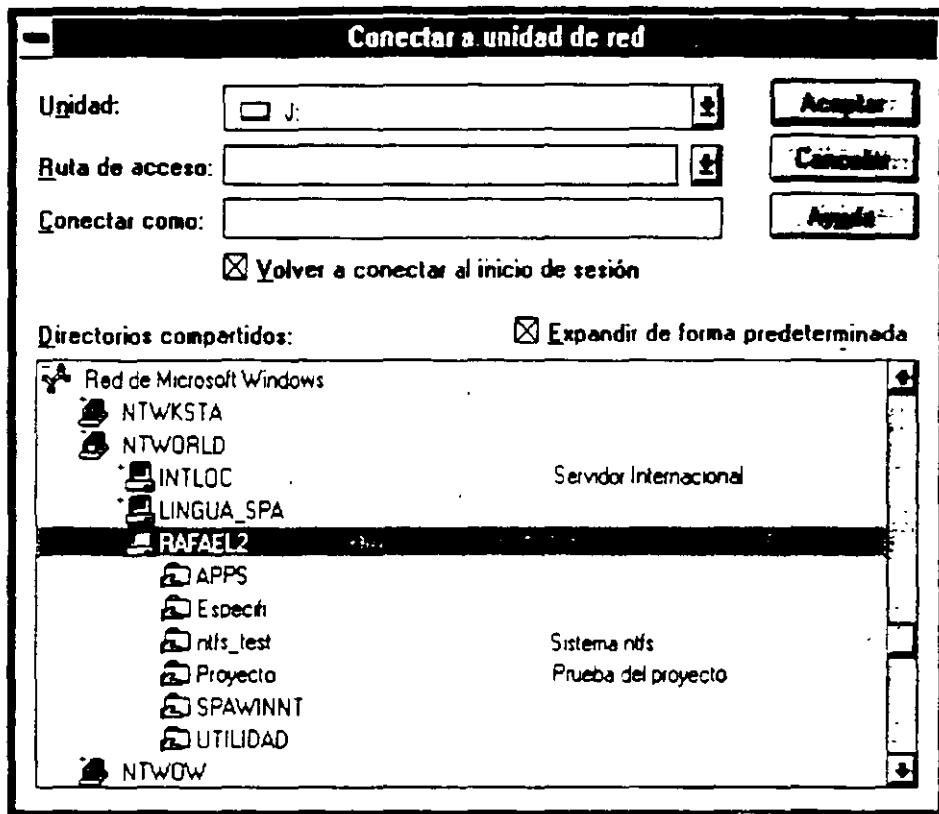 Conectar a unidad de red
Unidad:
J:
Aceptar
Ruta de acceso:
Cancelar
Conectar como:
Ayuda
Volver a conectar al inicio de sesión
Directorios compartidos:
Expandir de forma predeterminada
Red de Microsoft Windows
NTWKSTA
NTWORLD
INTLOC Servidor Internacional
LINGUA_SPA
RAFAEL2
APPS
Especifi
ntfs_test Sistema ntfs
Proyecto Prueba del proyecto
SPAWINNT
UTILIDAD
NTWOW